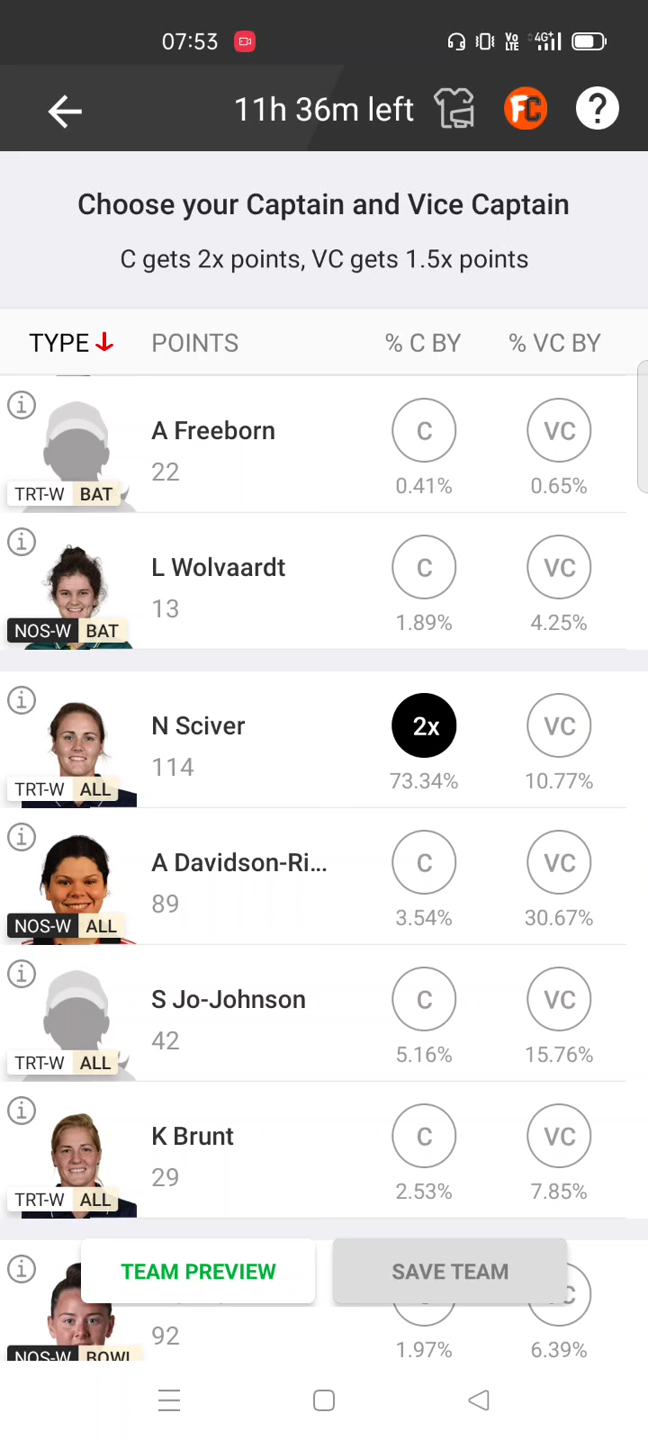 07:53
Vo
LTE
4G+
11h 36m left
FC
?
Choose your Captain and Vice Captain
C gets 2x points, VC gets 1.5x points
TYPE POINTS % C BY % VC BY
A Freeborn
22
C
VC
0.41%
0.65%
TRT-W BAT
L Wolvaardt
13
C
VC
1.89%
4.25%
NOS-W BAT
N Sciver
114
2x
VC
73.34%
10.77%
TRT-W ALL
A Davidson-Ri...
89
C
VC
3.54%
30.67%
NOS-W ALL
S Jo-Johnson
42
C
VC
5.16%
15.76%
TRT-W ALL
K Brunt
29
C
VC
2.53%
7.85%
TRT-W ALL
TEAM PREVIEW
SAVE TEAM
92
1.97%
6.39%
NOS-W BOWL